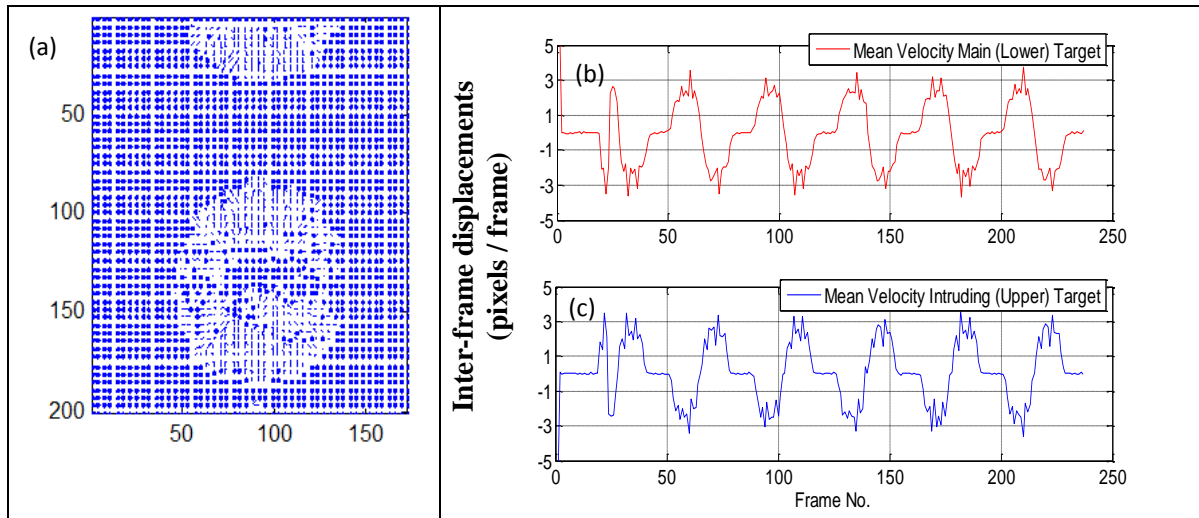 (a)
50
100
150
200
50 100 150
Inter-frame displacements
(pixels / frame)
(b)
Mean Velocity Main (Lower) Target
5
3
1
-1
-3
-5
0 50 100 150 200 250
(c)
Mean Velocity Intruding (Upper) Target
5
3
1
-1
-3
-5
0 50 100 150 200 250
Frame No.